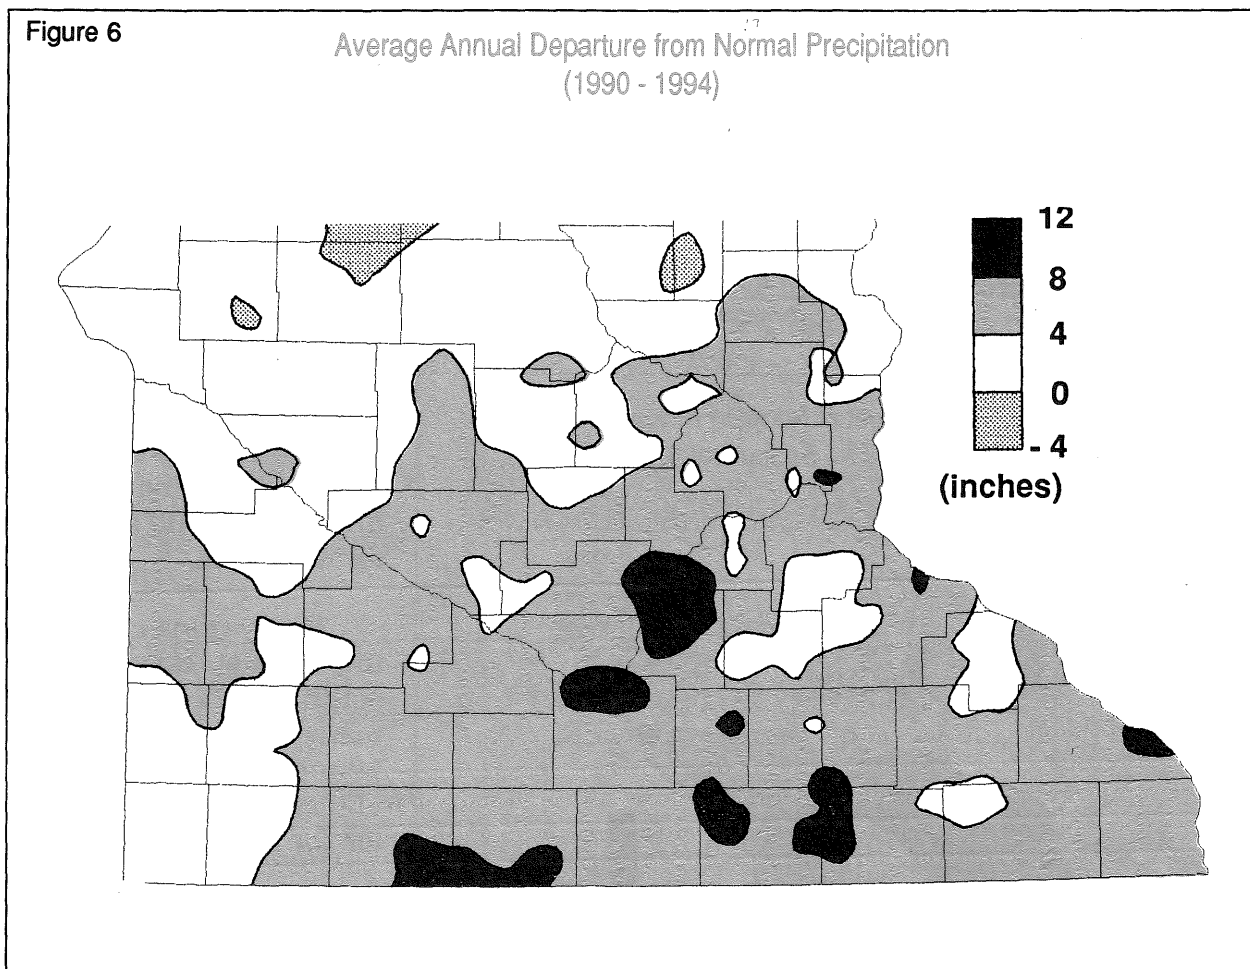 Figure 6
Average Annual Departure from Normal Precipitation
(1990 - 1994)
12
8
4
0
- 4
(inches)